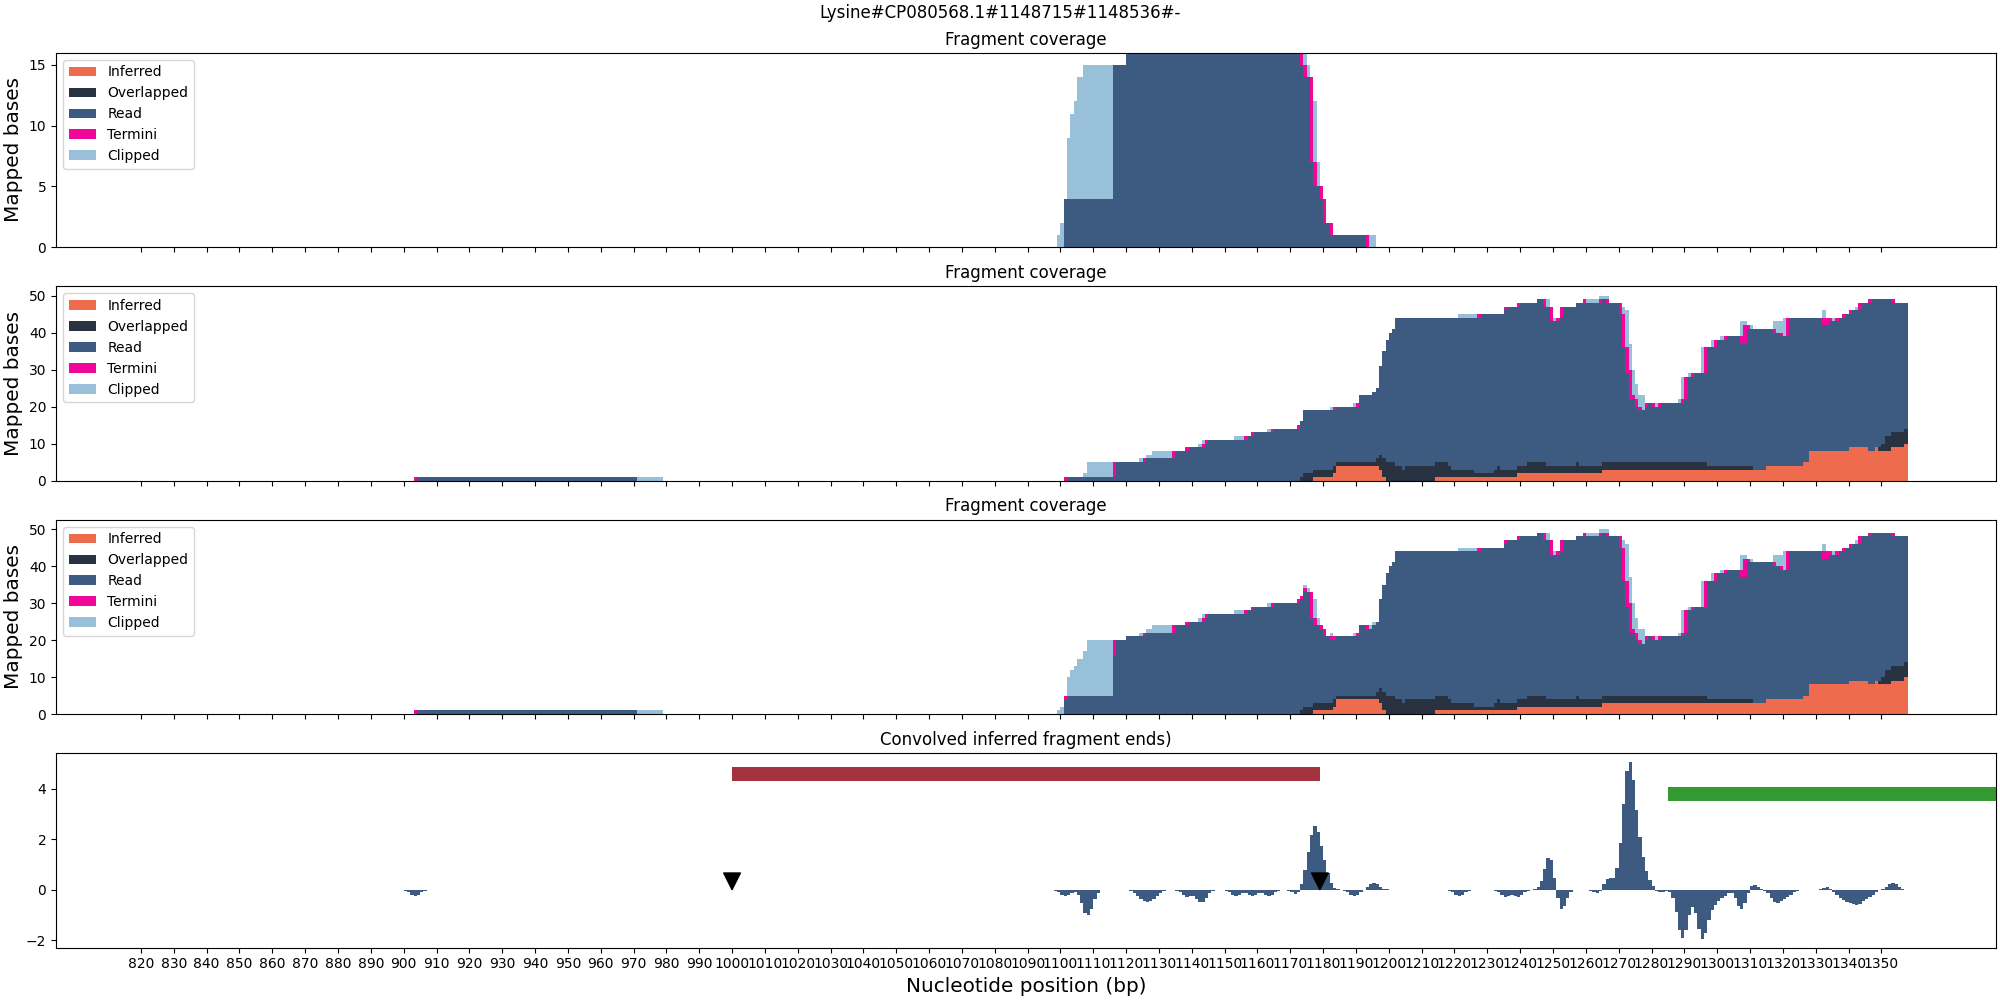 Lysine#CP080568.1#1148715#1148536#-
Fragment coverage
15
10
5
0
Mapped bases
Inferred
Overlapped
Read
Termini
Clipped
Fragment coverage
50
40
30
20
10
0
Mapped bases
Inferred
Overlapped
Read
Termini
Clipped
Fragment coverage
50
40
30
20
10
0
Mapped bases
Inferred
Overlapped
Read
Termini
Clipped
Convolved inferred fragment ends)
4
2
0
−2
820 830 840 850 860 870 880 890 900 910 920 930 940 950 960 970 980 990 1000 1010 1020 1030 1040 1050 1060 1070 1080 1090 1100 1110 1120 1130 1140 1150 1160 1170 1180 1190 1200 1210 1220 1230 1240 1250 1260 1270 1280 1290 1300 1310 1320 1330 1340 1350
Nucleotide position (bp)